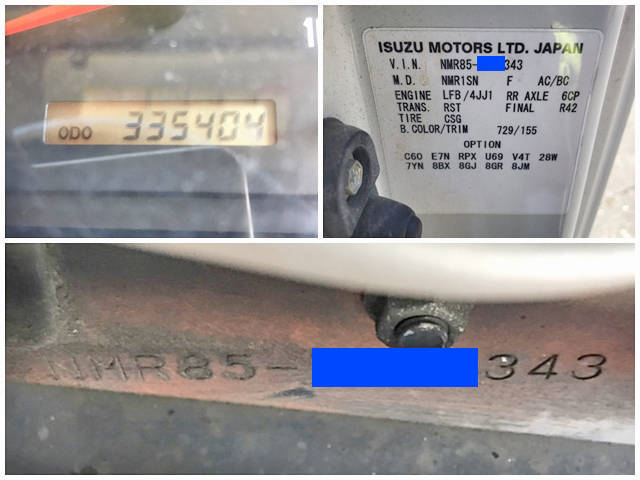 ODO 335404
ISUZU MOTORS LTD. JAPAN
V.I.N. NMR85- 343
M.D. NMR1SN F AC/BC
ENGINE LFB/4JJ1 RR AXLE 6CP
TRANS. RST FINAL R42
TIRE CSG
B.COLOR/TRIM 729/155
OPTION
C60 E7N RPX U69 V4T 28W
7YN 8BX 8GJ 8GR 8JM
NMR85- 343